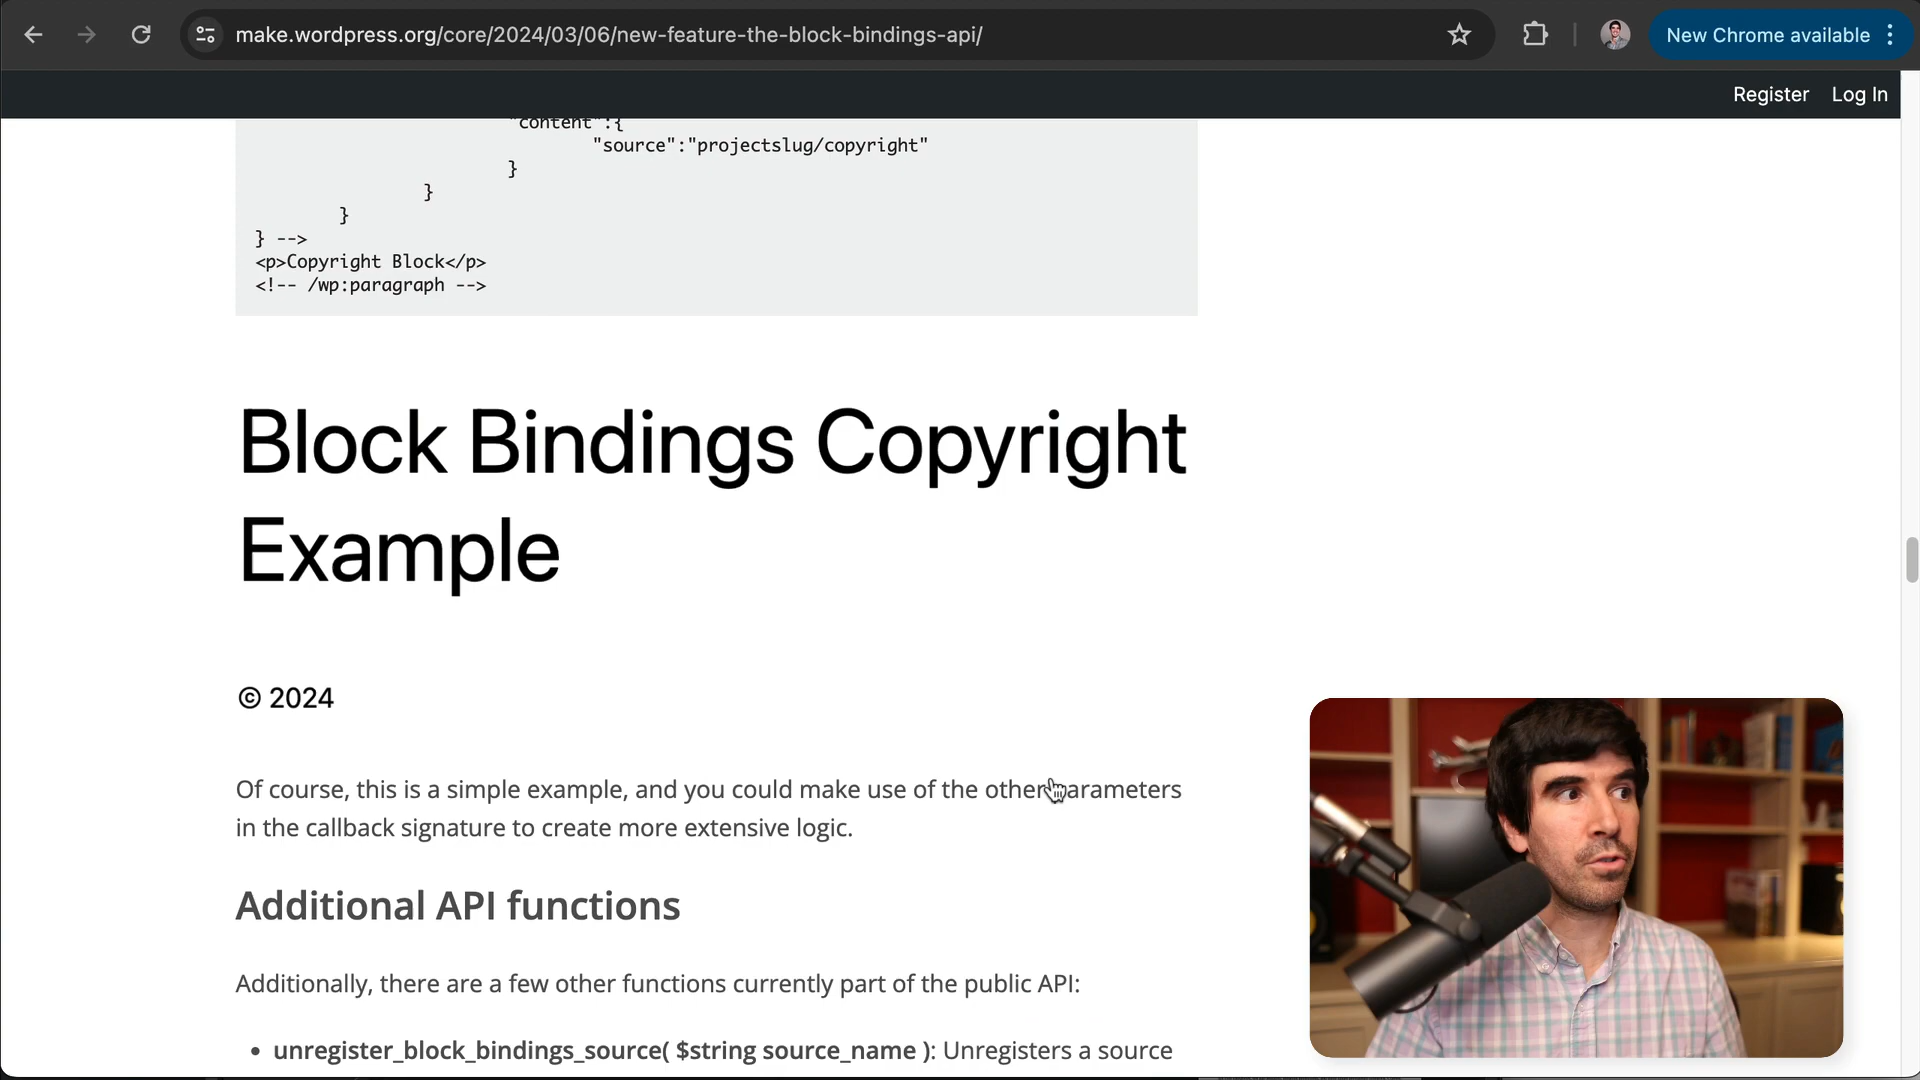 make.wordpress.org/core/2024/03/06/new-feature-the-block-bindings-api/
New Chrome available
Register Log In
"content":{
"source":"projectslug/copyright"
}
}
}
} -->
<p>Copyright Block</p>
<!-- /wp:paragraph -->
Block Bindings Copyright
Example
© 2024
Of course, this is a simple example, and you could make use of the other parameters
in the callback signature to create more extensive logic.
Additional API functions
Additionally, there are a few other functions currently part of the public API:
• unregister_block_bindings_source( $string source_name ): Unregisters a source